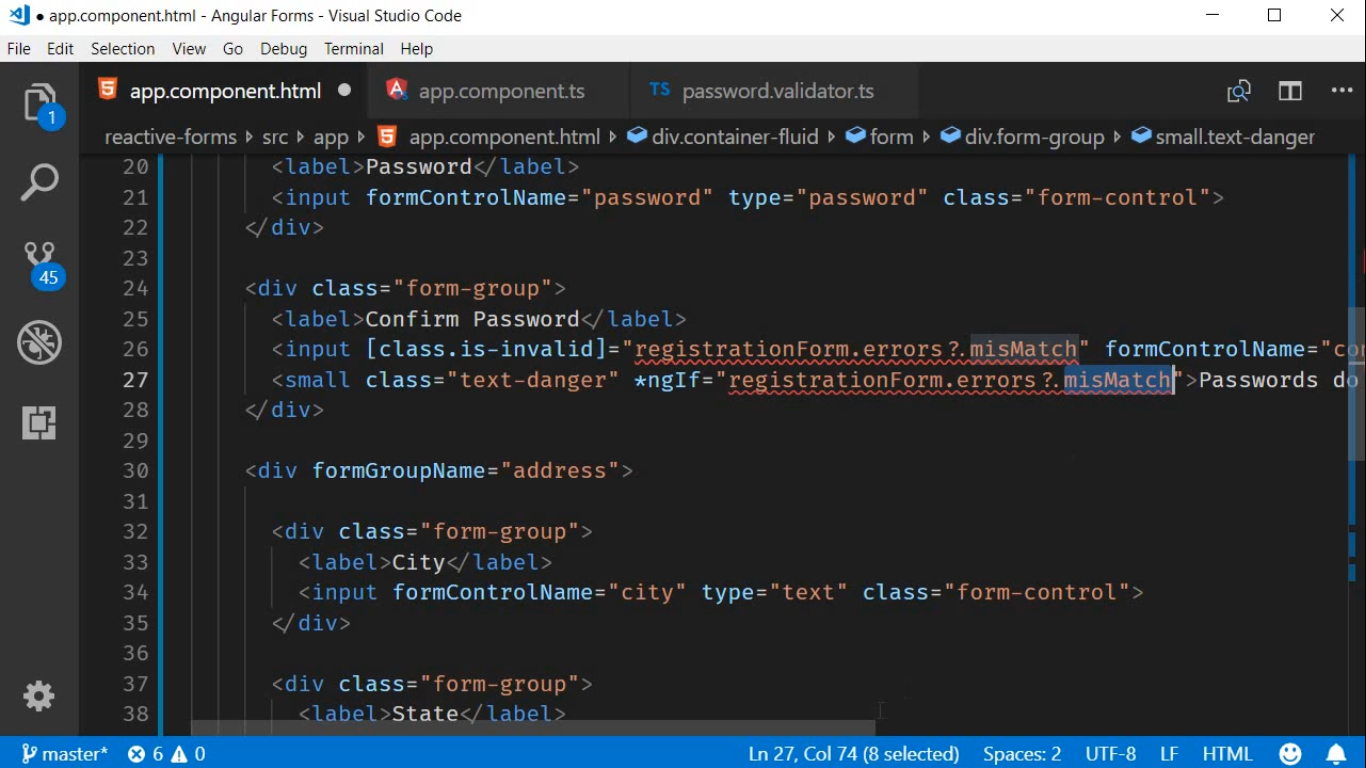 ● app.component.html - Angular Forms - Visual Studio Code
File Edit Selection View Go Debug Terminal Help
app.component.html ● app.component.ts TS password.validator.ts
1
reactive-forms › src › app › app.component.html › div.container-fluid › form › div.form-group › small.text-danger
20 <label>Password</label>
21 <input formControlName="password" type="password" class="form-control">
22 </div>
23
24 <div class="form-group">
25 <label>Confirm Password</label>
26 <input [class.is-invalid]="registrationForm.errors?.misMatch" formControlName="con
27 <small class="text-danger" *ngIf="registrationForm.errors?.misMatch">Passwords do
28 </div>
29
30 <div formGroupName="address">
31
32 <div class="form-group">
33 <label>City</label>
34 <input formControlName="city" type="text" class="form-control">
35 </div>
36
37 <div class="form-group">
38 <label>State</label>
45
master* 6 0 Ln 27, Col 74 (8 selected) Spaces: 2 UTF-8 LF HTML